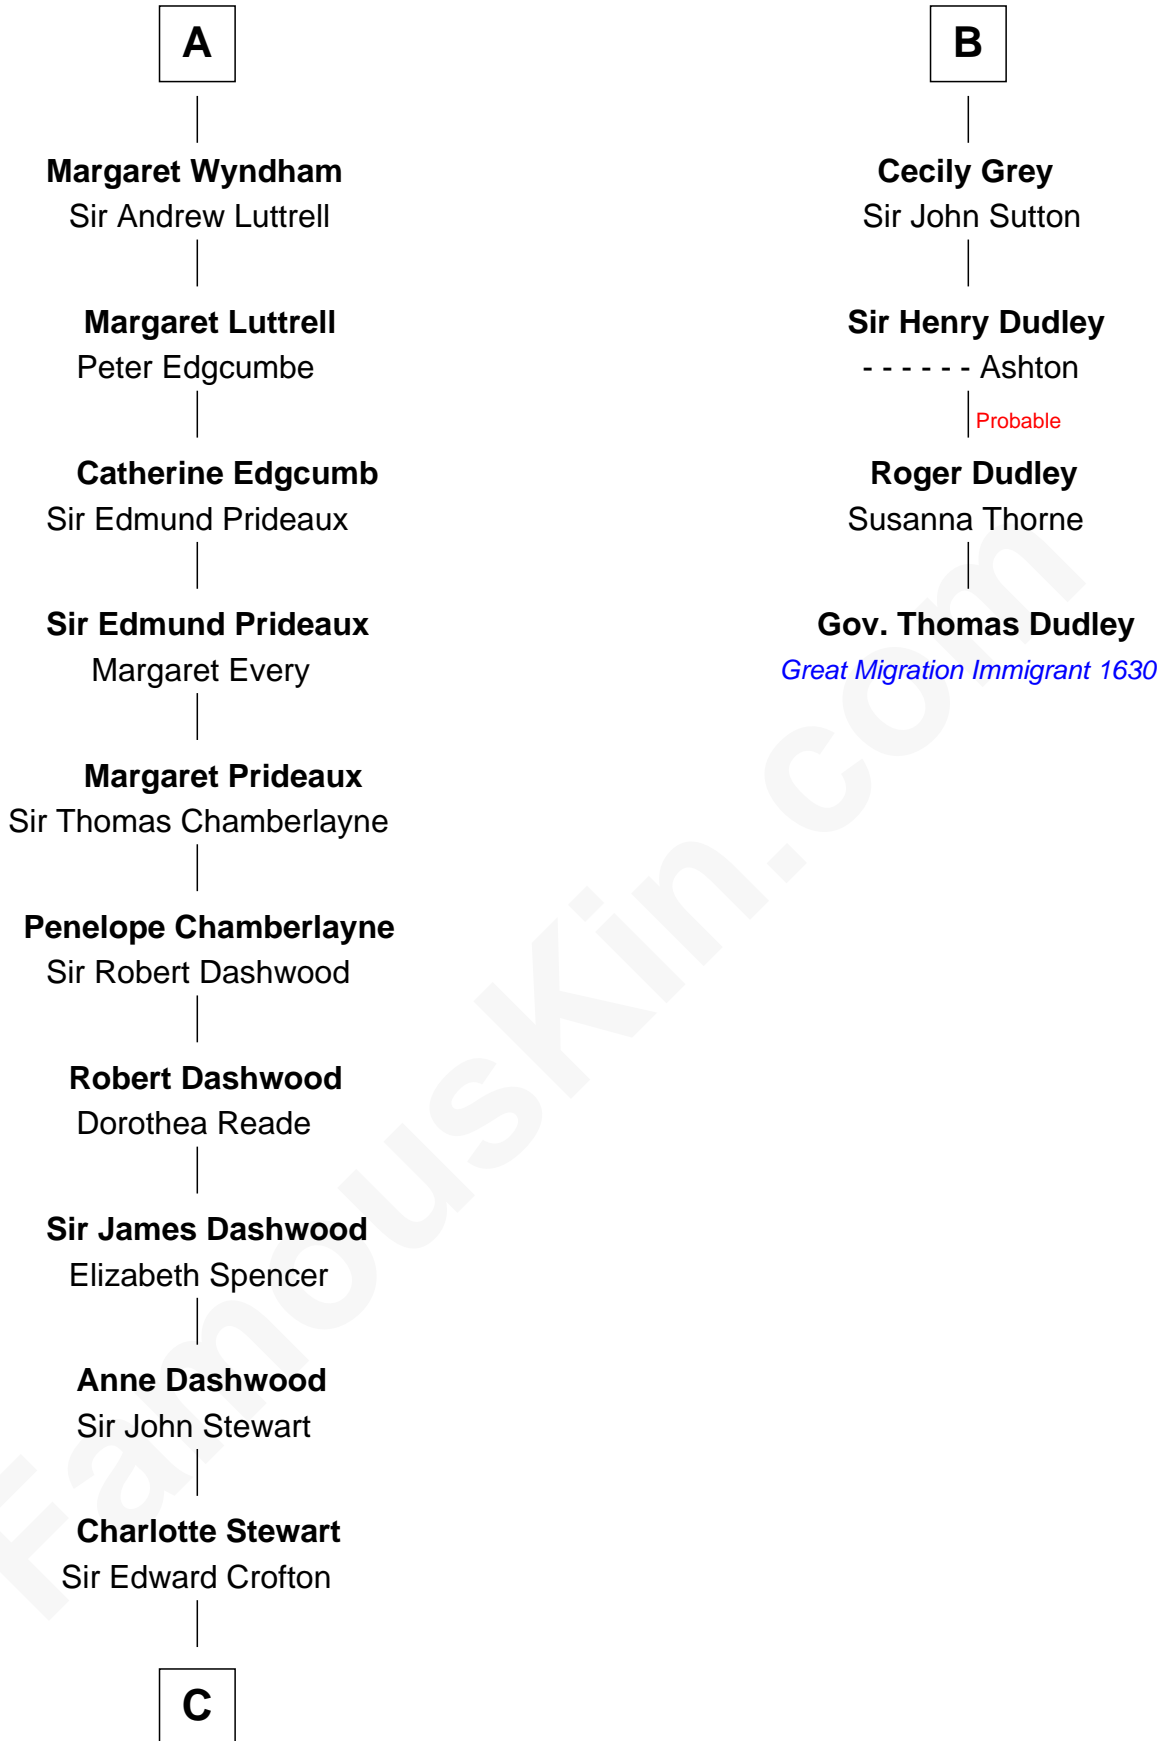 A
Margaret Wyndham
Sir Andrew Luttrell
Margaret Luttrell
Peter Edgcumbe
Catherine Edgcumb
Sir Edmund Prideaux
Sir Edmund Prideaux
Margaret Every
Margaret Prideaux
Sir Thomas Chamberlayne
Penelope Chamberlayne
Sir Robert Dashwood
Robert Dashwood
Dorothea Reade
Sir James Dashwood
Elizabeth Spencer
Anne Dashwood
Sir John Stewart
Charlotte Stewart
Sir Edward Crofton
C
B
Cecily Grey
Sir John Sutton
Sir Henry Dudley
- - - - - - Ashton
Probable
Roger Dudley
Susanna Thorne
Gov. Thomas Dudley
Great Migration Immigrant 1630
FamousKin.com